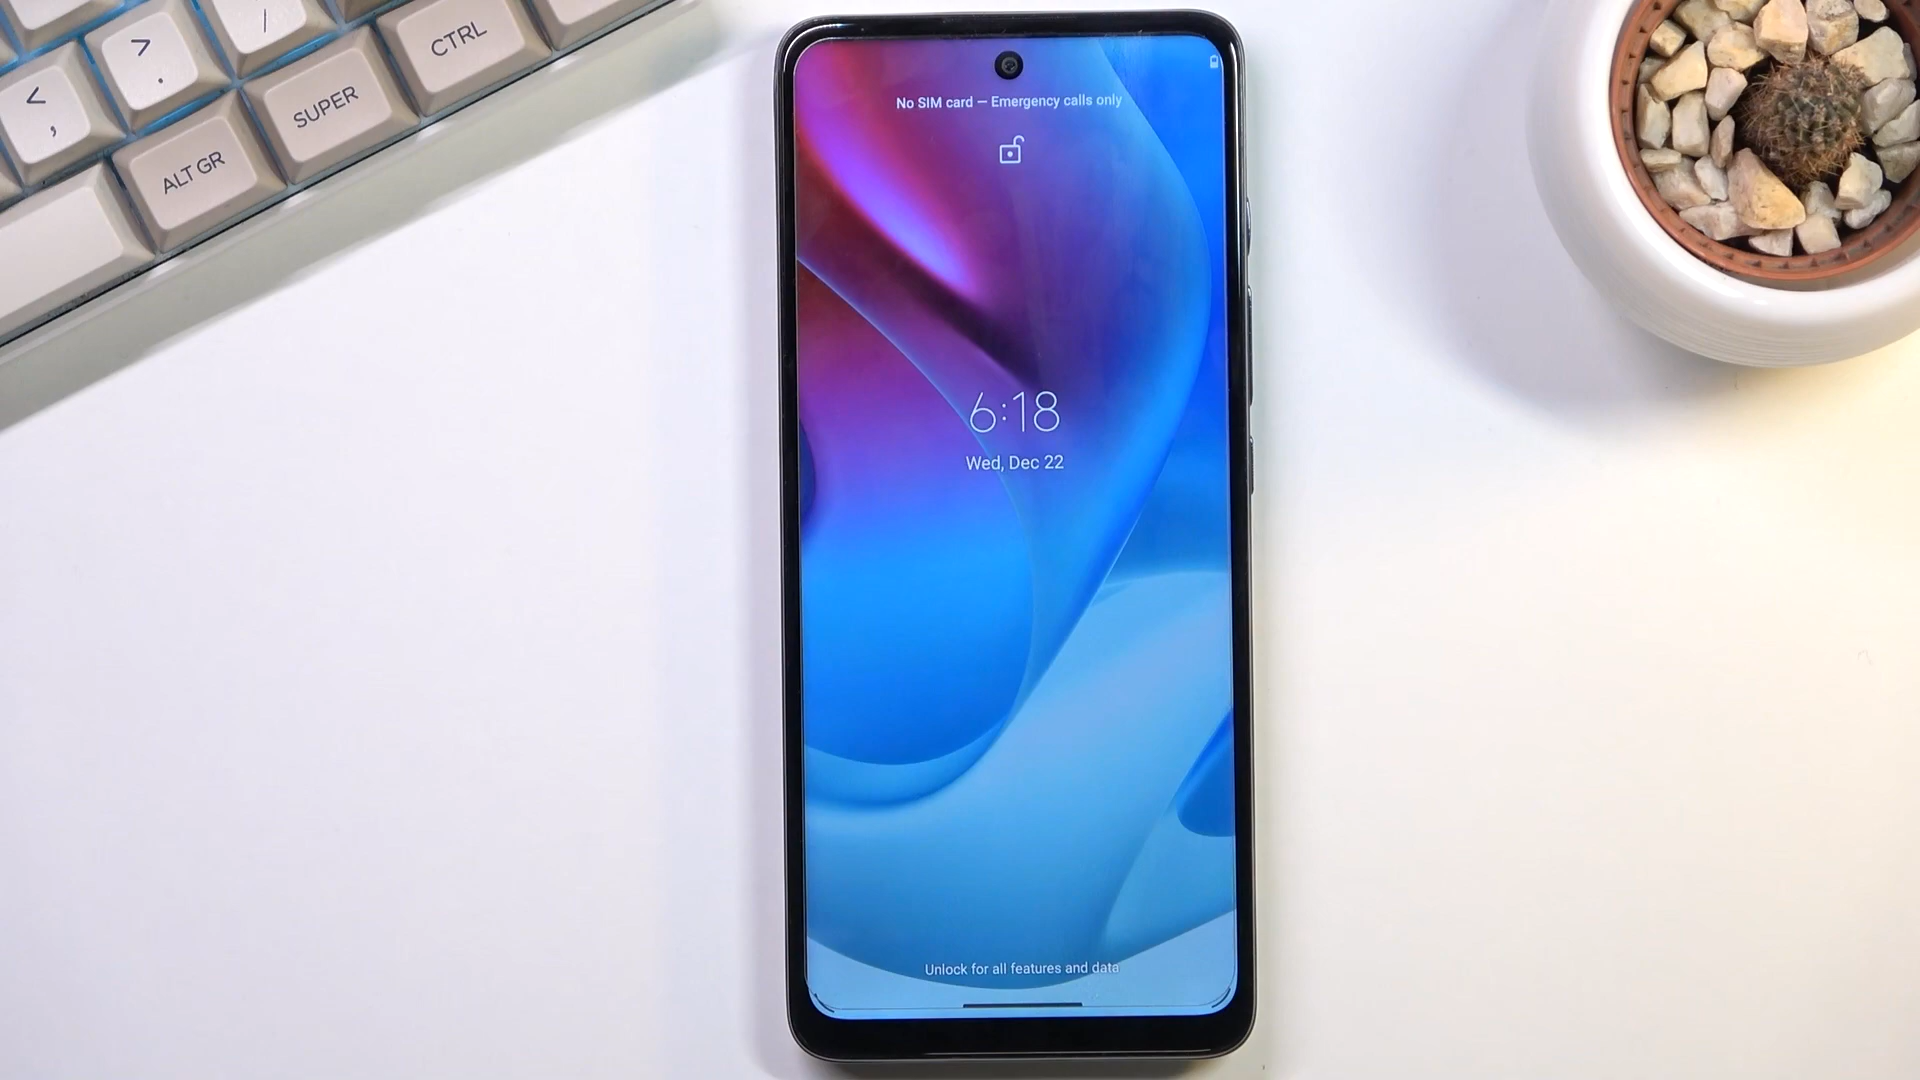 <
,
>
.
/
CTRL
SUPER
ALT GR
No SIM card — Emergency calls only
6:18
Wed, Dec 22
Unlock for all features and data